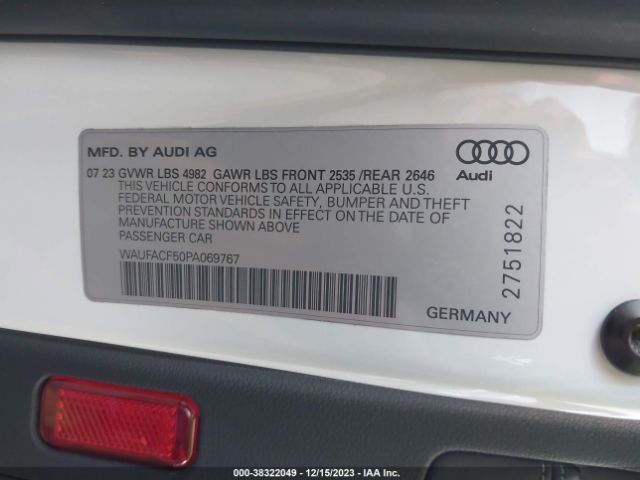 MFD. BY AUDI AG
Audi
07 23 GVWR LBS 4982 GAWR LBS FRONT 2535 /REAR 2646
THIS VEHICLE CONFORMS TO ALL APPLICABLE U.S.
FEDERAL MOTOR VEHICLE SAFETY, BUMPER AND THEFT
PREVENTION STANDARDS IN EFFECT ON THE DATE OF
MANUFACTURE SHOWN ABOVE
PASSENGER CAR
WAUFACF50PA069767
GERMANY
2751822
000-38322049 - 12/15/2023 - IAA Inc.